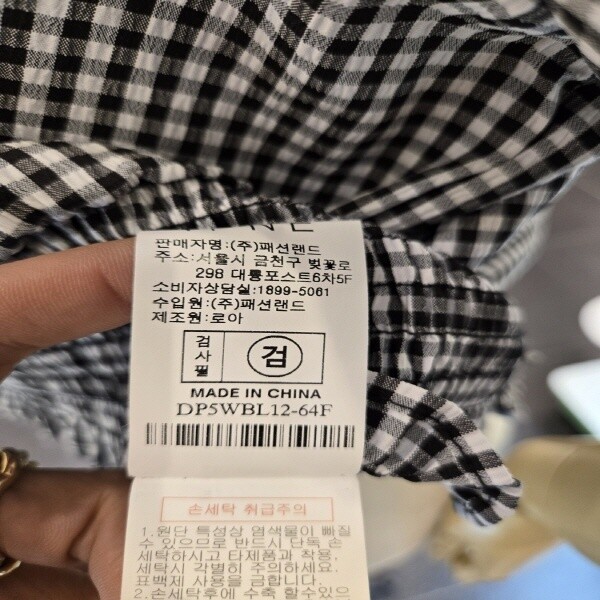 판매자명:(주)패션랜드
주소:서울시 금천구 벚꽃로
298 대륭포스트6차5F
소비자상담실:1899-5061
수입원:(주)패션랜드
제조원:로아
검사필
검
MADE IN CHINA
DP5WBL12-64F
손세탁 취급주의
1.원단 특성상 염색물이 빠질
수 있으므로 반드시 단독 손
세탁하시고 타제품과 착용,
세탁시 각별히 주의하세요.
표백제 사용을 금합니다.
2.손세탁후에 수축 할수있으